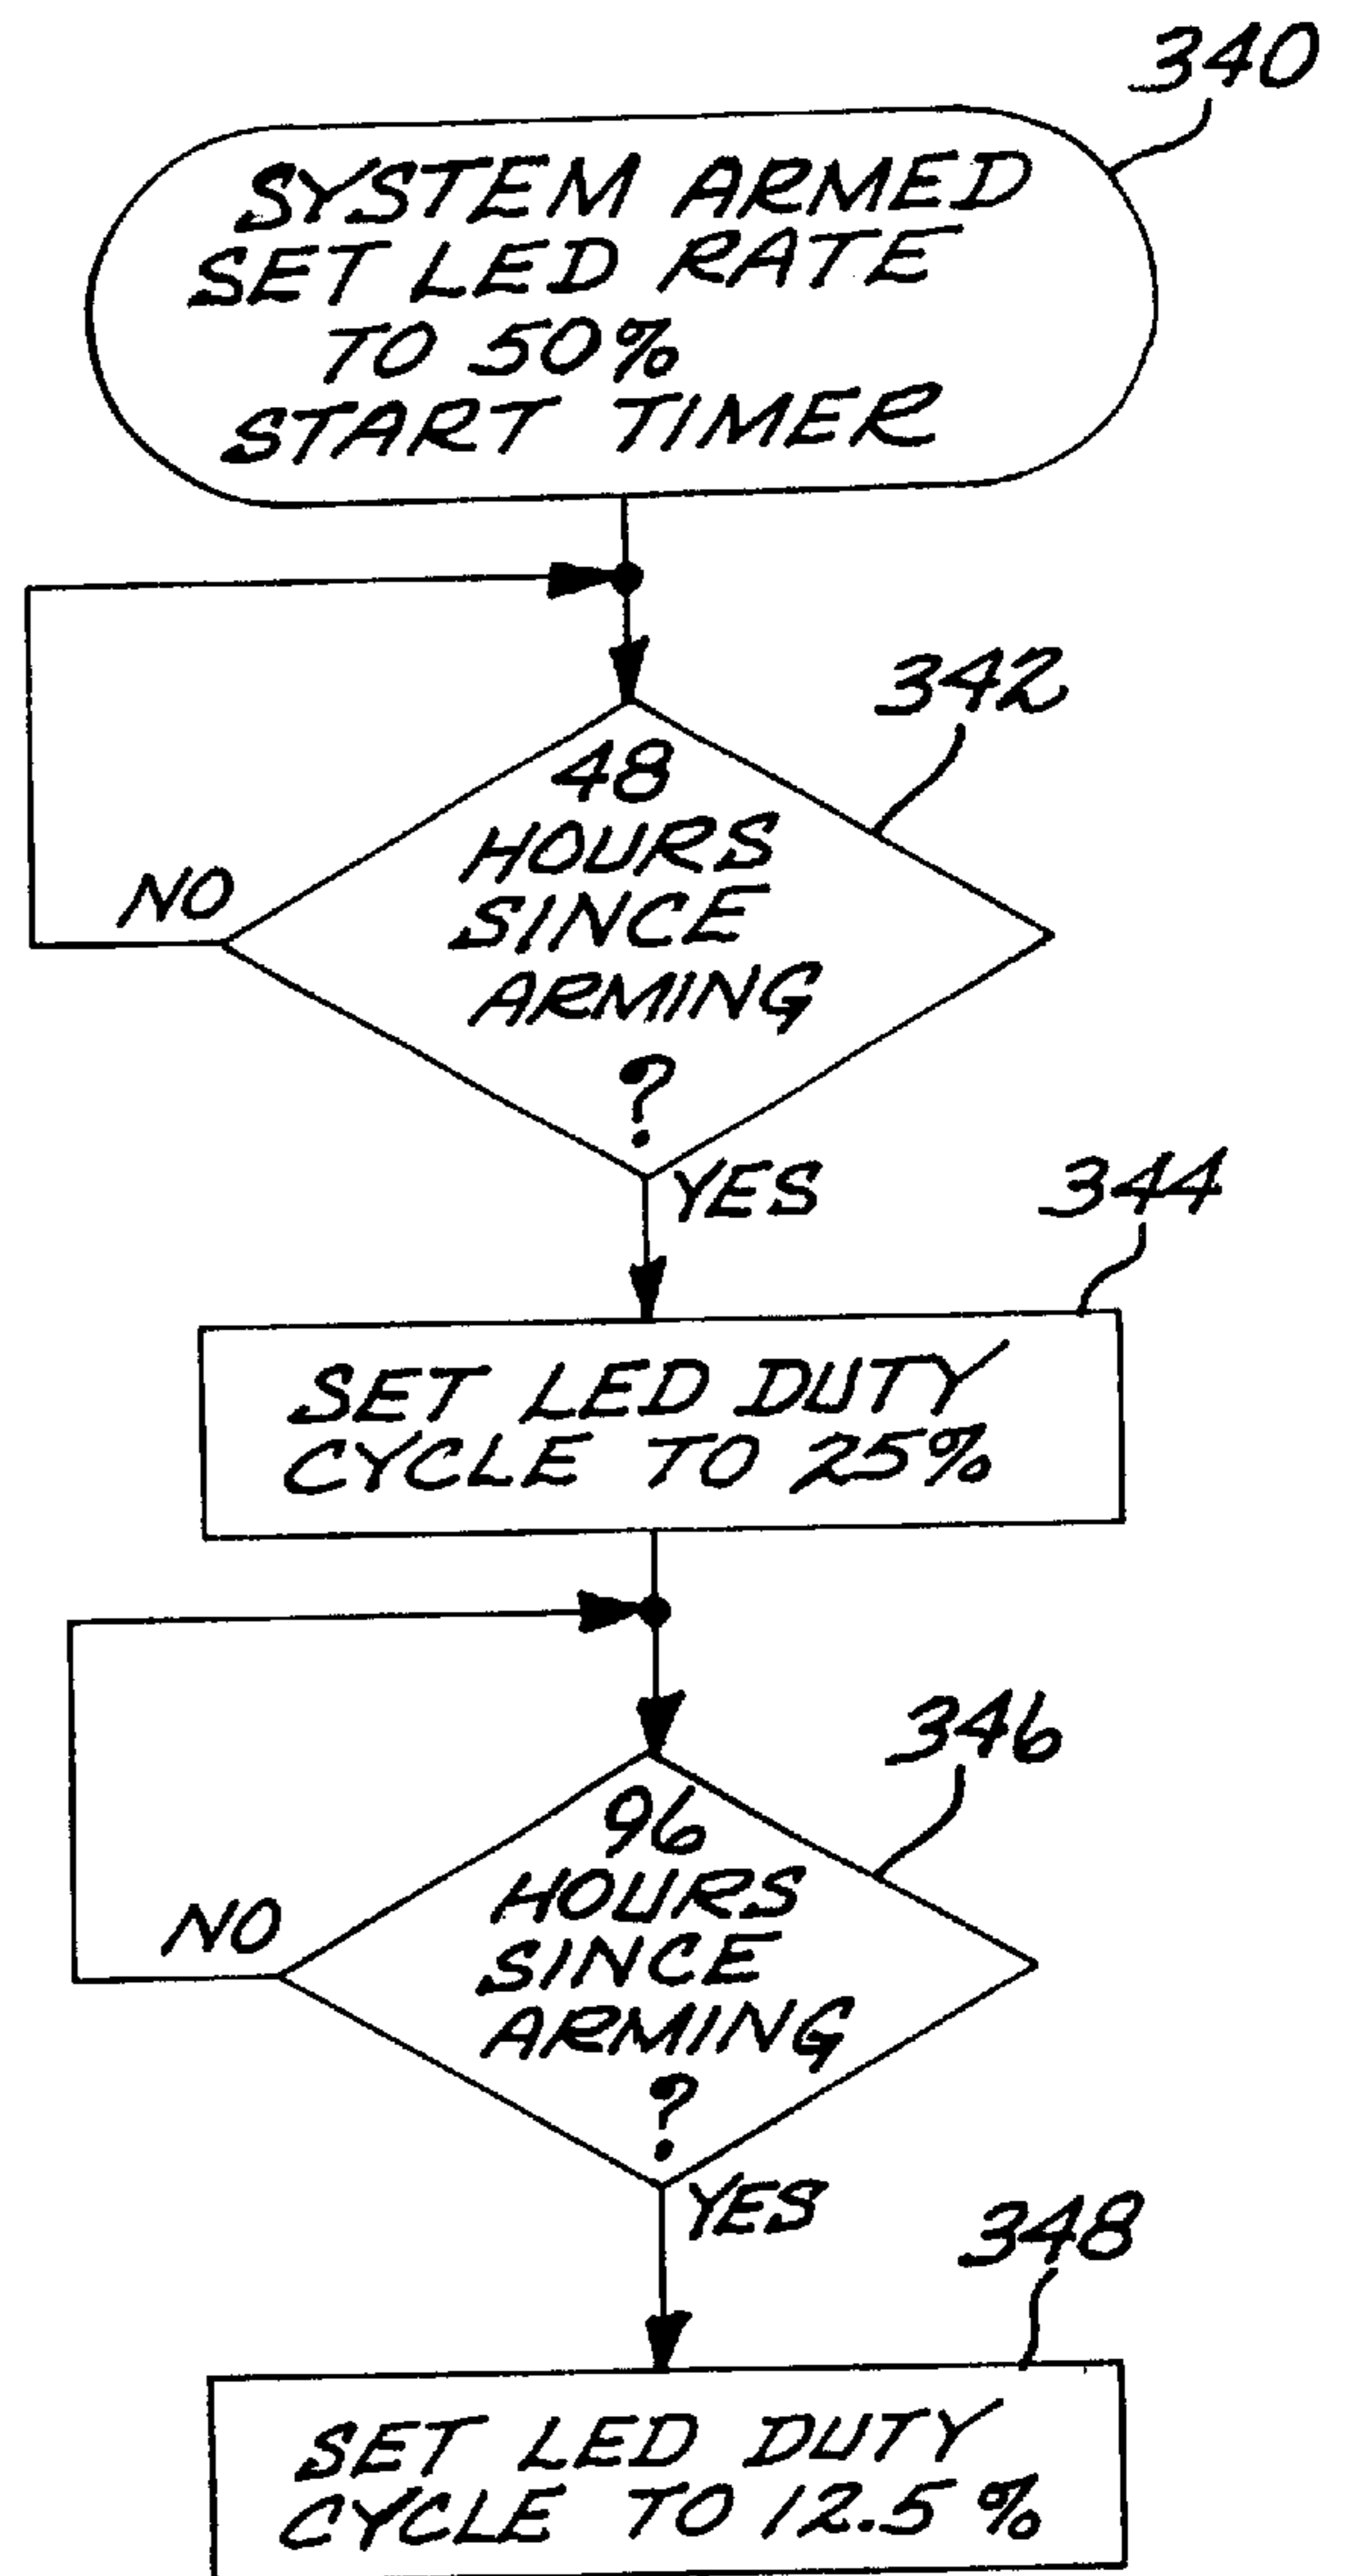 340
SYSTEM ARMED
SET LED RATE
TO 50%
START TIMER
342
48
HOURS
SINCE
ARMING
?
NO
YES
344
SET LED DUTY
CYCLE TO 25%
346
96
HOURS
SINCE
ARMING
?
NO
YES
348
SET LED DUTY
CYCLE TO 12.5%